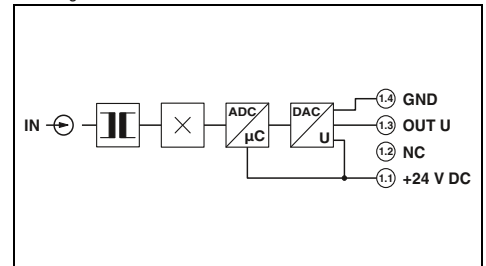 IN
ADC
µC
DAC
U
1.4 GND
1.3 OUT U
1.2 NC
1.1 +24 V DC